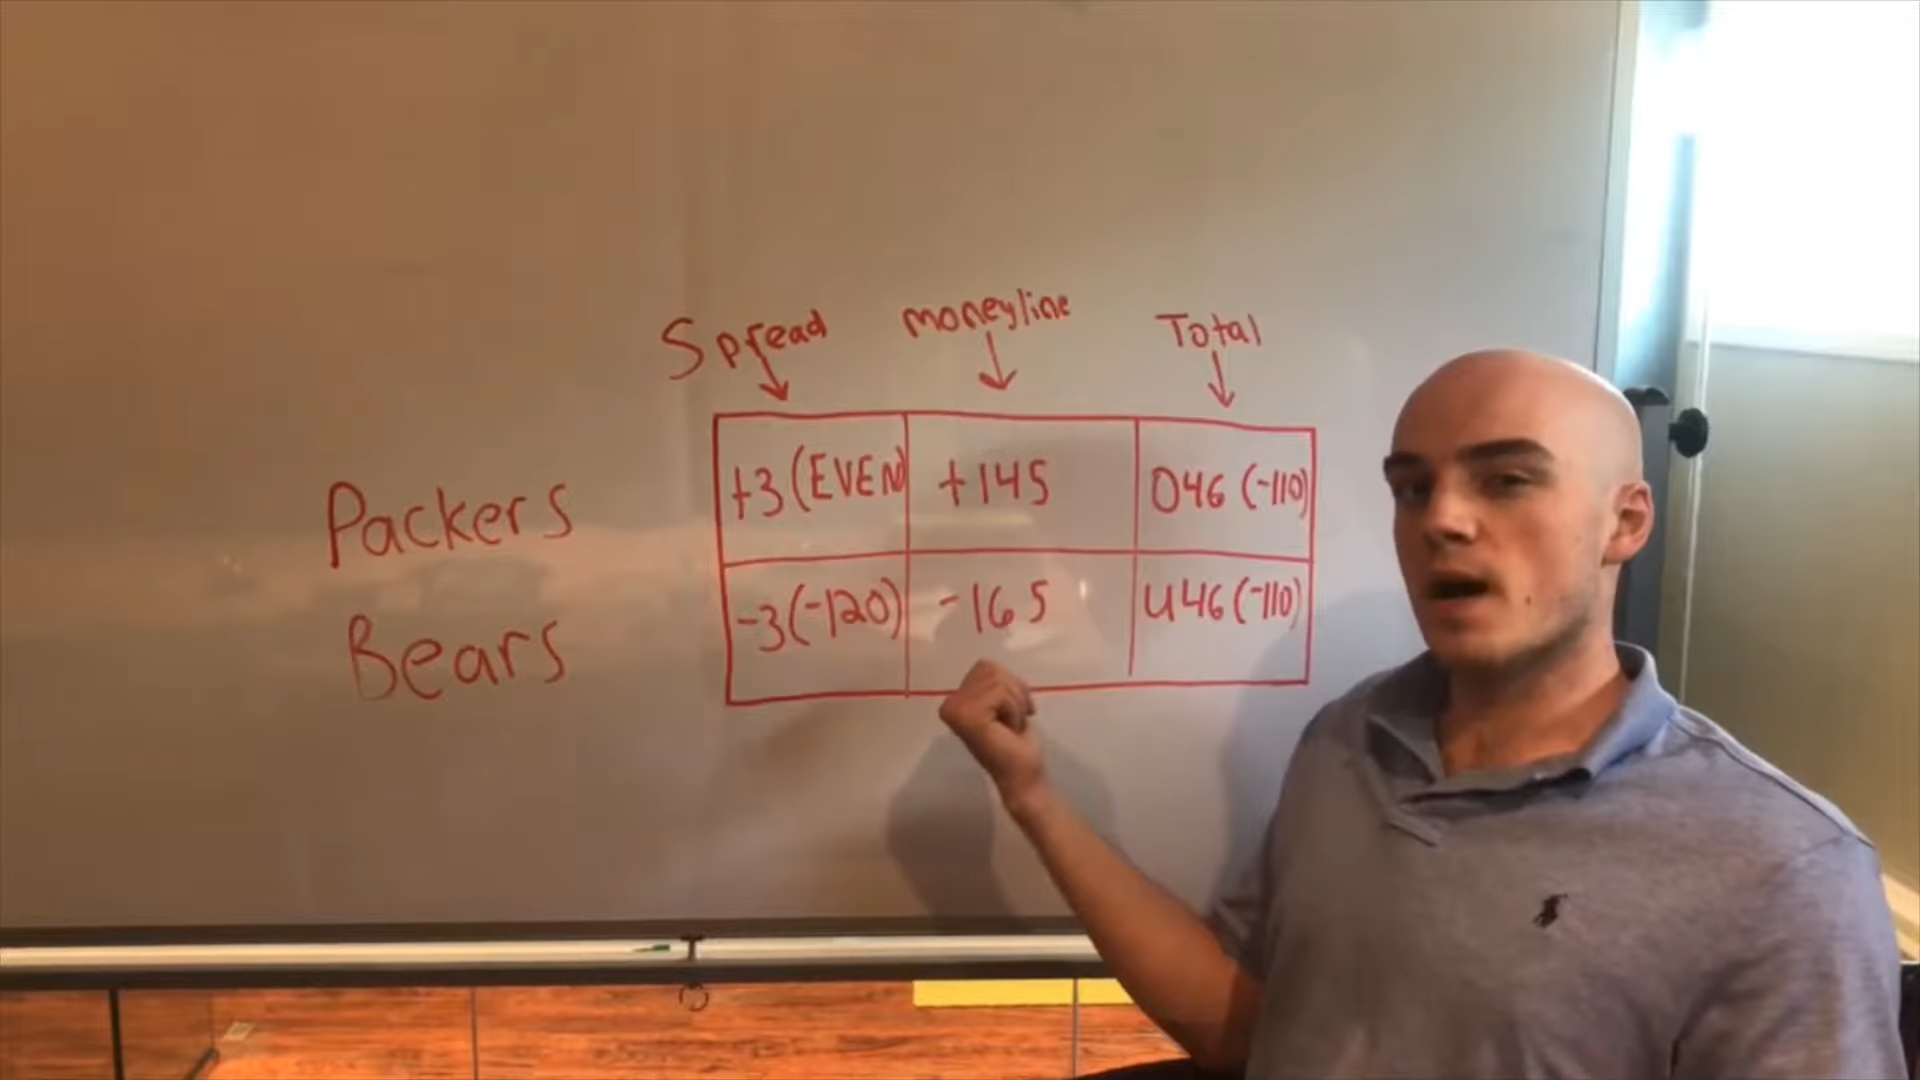 Spread moneyline Total
Packers +3 (EVEN) +145 O46 (-110)
Bears -3 (-120) -165 U46 (-110)